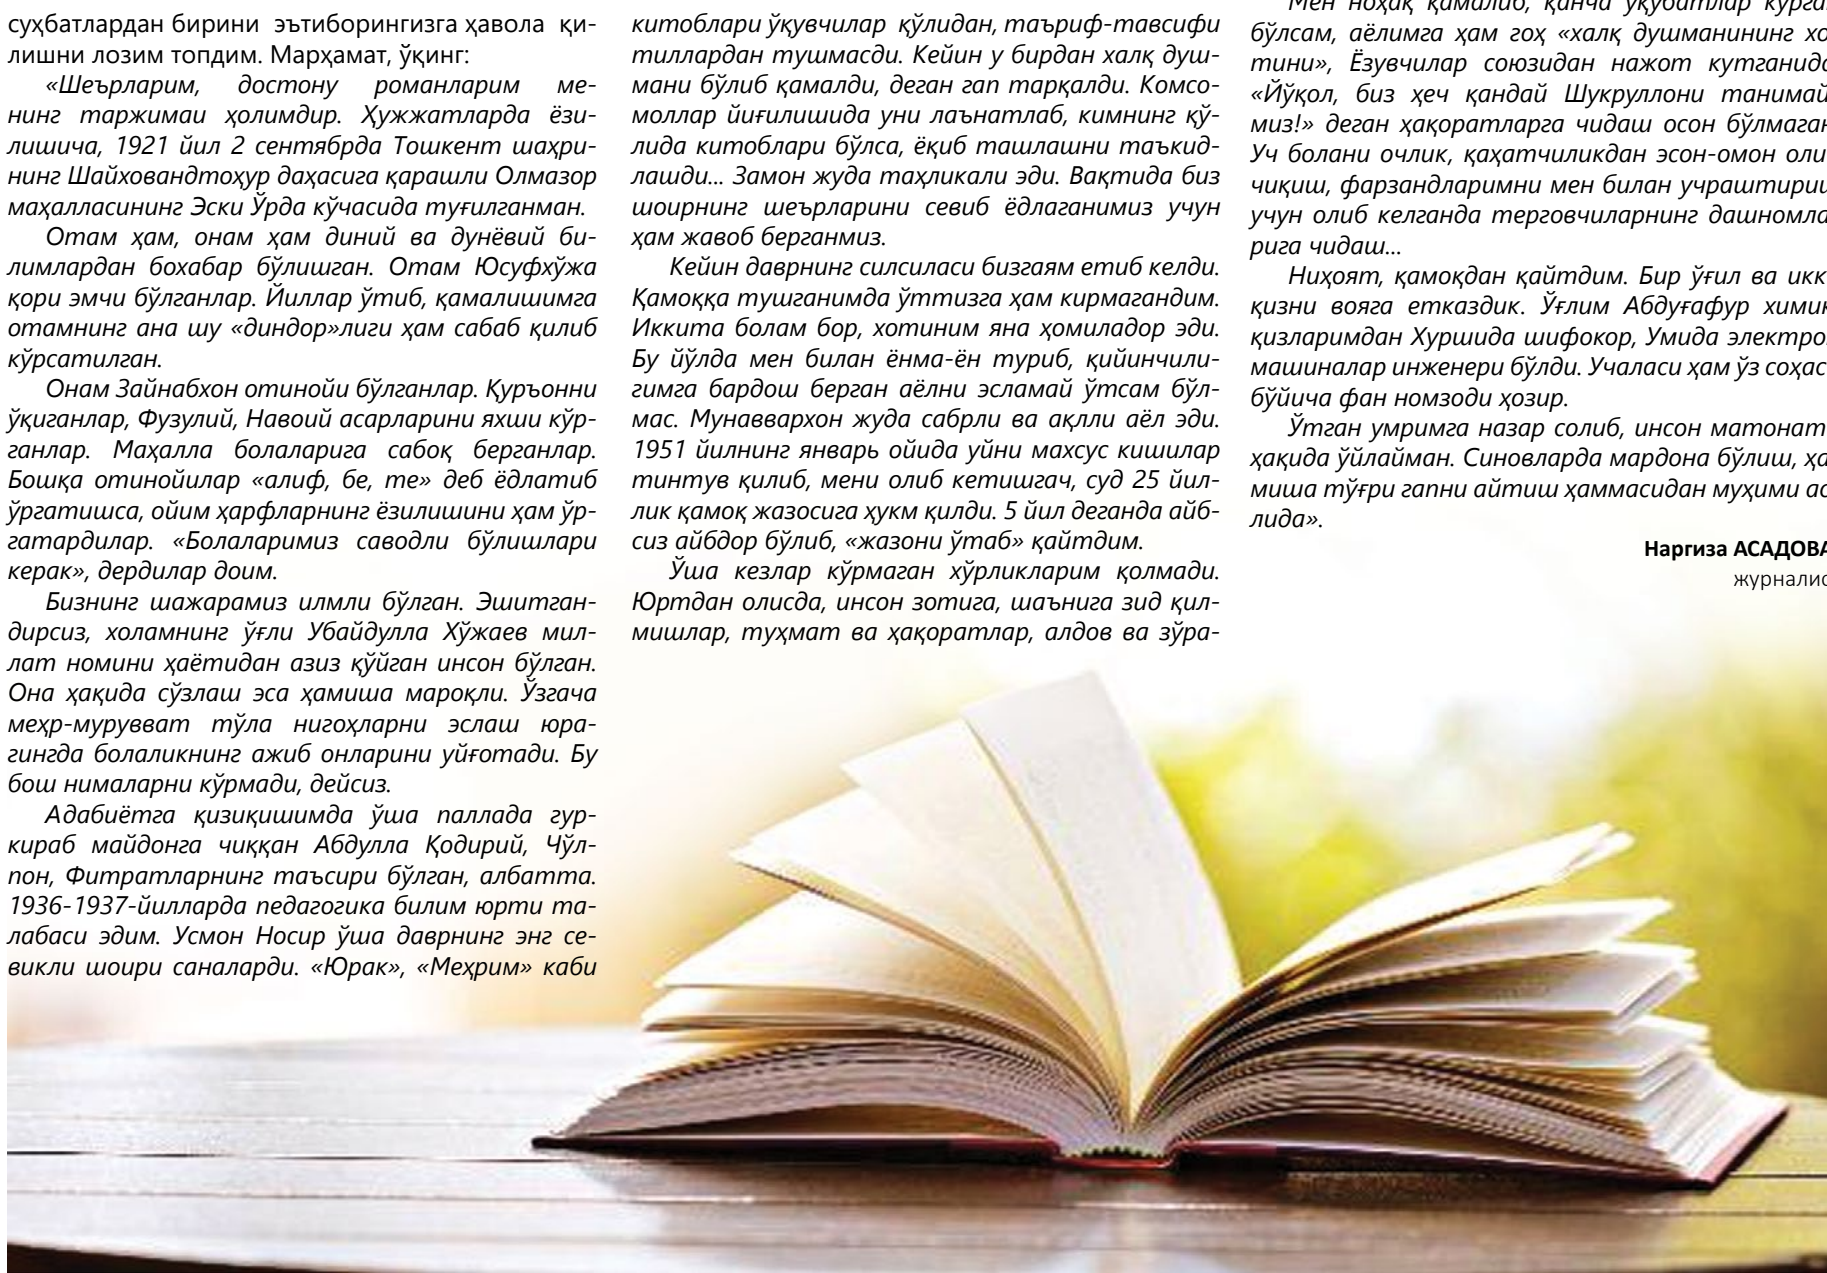 суҳбатлардан бирини эътиборингизга ҳавола қи-
лишни лозим топдим. Марҳамат, ўқинг:
«Шеърларим, достону романларим ме-
нинг таржимаи ҳолимдир. Ҳужжатларда ёзи-
лишича, 1921 йил 2 сентябрда Тошкент шаҳри-
нинг Шайховандтоҳур даҳасига қарашли Олмазор
маҳалласининг Эски Ўрда кўчасида туғилганман.
Отам ҳам, онам ҳам диний ва дунёвий би-
лимлардан бохабар бўлишган. Отам Юсуфхўжа
қори эмчи бўлганлар. Йиллар ўтиб, қамалишимга
отамнинг ана шу «диндор»лиги ҳам сабаб қилиб
кўрсатилган.
Онам Зайнабхон отинойи бўлганлар. Қуръонни
ўқиганлар, Фузулий, Навоий асарларини яхши кўр-
ганлар. Маҳалла болаларига сабоқ берганлар.
Бошқа отинойилар «алиф, бе, те» деб ёдлатиб
ўргатишса, ойим ҳарфларнинг ёзилишини ҳам ўр-
гатардилар. «Болаларимиз саводли бўлишлари
керак», дердилар доим.
Бизнинг шажарамиз илмли бўлган. Эшитган-
дирсиз, холамнинг ўғли Убайдулла Хўжаев мил-
лат номини ҳаётидан азиз қўйган инсон бўлган.
Она ҳақида сўзлаш эса ҳамиша мароқли. Ўзгача
меҳр-мурувват тўла нигоҳларни эслаш юра-
гингда болаликнинг ажиб онларини уйғотади. Бу
бош нималарни кўрмади, дейсиз.
Адабиётга қизиқишимда ўша паллада гур-
кираб майдонга чиққан Абдулла Қодирий, Чўл-
пон, Фитратларнинг таъсири бўлган, албатта.
1936-1937-йилларда педагогика билим юрти та-
лабаси эдим. Усмон Носир ўша даврнинг энг се-
викли шоири саналарди. «Юрак», «Меҳрим» каби
китоблари ўқувчилар қўлидан, таъриф-тавсифи
тиллардан тушмасди. Кейин у бирдан халқ душ-
мани бўлиб қамалди, деган гап тарқалди. Комсо-
моллар йиғилишида уни лаънатлаб, кимнинг қў-
лида китоблари бўлса, ёқиб ташлашни таъкид-
лашди... Замон жуда таҳликали эди. Вақтида биз
шоирнинг шеърларини севиб ёдлаганимиз учун
ҳам жавоб берганмиз.
Кейин даврнинг силсиласи бизгаям етиб келди.
Қамоққа тушганимда ўттизга ҳам кирмагандим.
Иккита болам бор, хотиним яна ҳомиладор эди.
Бу йўлда мен билан ёнма-ён туриб, қийинчили-
гимга бардош берган аёлни эсламай ўтсам бўл-
мас. Мунаввархон жуда сабрли ва ақлли аёл эди.
1951 йилнинг январь ойида уйни махсус кишилар
тинтув қилиб, мени олиб кетишгач, суд 25 йил-
лик қамоқ жазосига ҳукм қилди. 5 йил деганда айб-
сиз айбдор бўлиб, «жазони ўтаб» қайтдим.
Ўша кезлар кўрмаган хўрликларим қолмади.
Юртдан олисда, инсон зотига, шаънига зид қил-
мишлар, туҳмат ва ҳақоратлар, алдов ва зўра-
Мен ноҳақ қамалиб, қанча уқубатлар кўрга
бўлсам, аёлимга ҳам гоҳ «халқ душманининг хо
тини», Ёзувчилар союзидан нажот кутганида
«Йўқол, биз ҳеч қандай Шукруллони танимай
миз!» деган ҳақоратларга чидаш осон бўлмаган
Уч болани очлик, қаҳатчиликдан эсон-омон оли
чиқиш, фарзандларимни мен билан учраштириш
учун олиб келганда терговчиларнинг дашномла
рига чидаш...
Ниҳоят, қамоқдан қайтдим. Бир ўғил ва икк
қизни вояга етказдик. Ўғлим Абдуғафур химик
қизларимдан Хуршида шифокор, Умида электро
машиналар инженери бўлди. Учаласи ҳам ўз соҳас
бўйича фан номзоди ҳозир.
Ўтган умримга назар солиб, инсон матонат
ҳақида ўйлайман. Синовларда мардона бўлиш, ҳа
миша тўғри гапни айтиш ҳаммасидан муҳими ас
лида».
Наргиза АСАДОВА
журналис